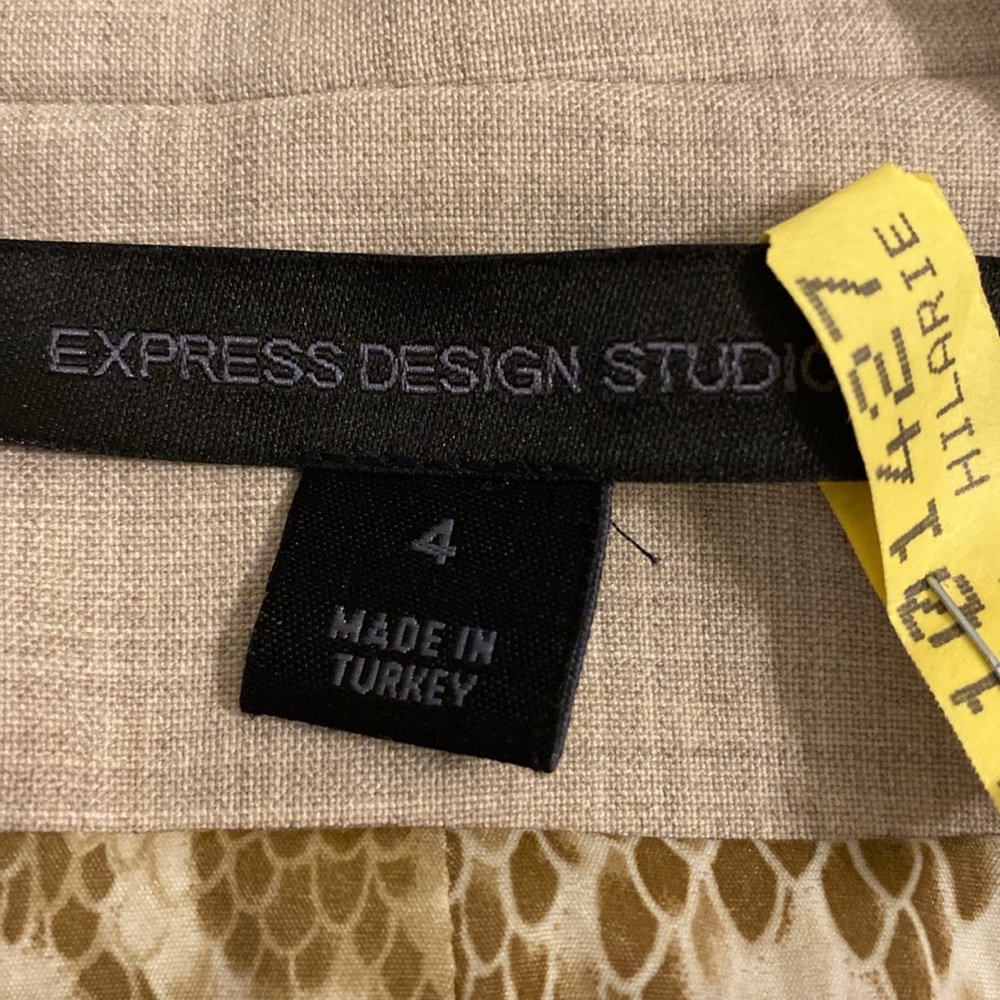 EXPRESS DESIGN STUDIO
4
MADE IN
TURKEY
HILARIE